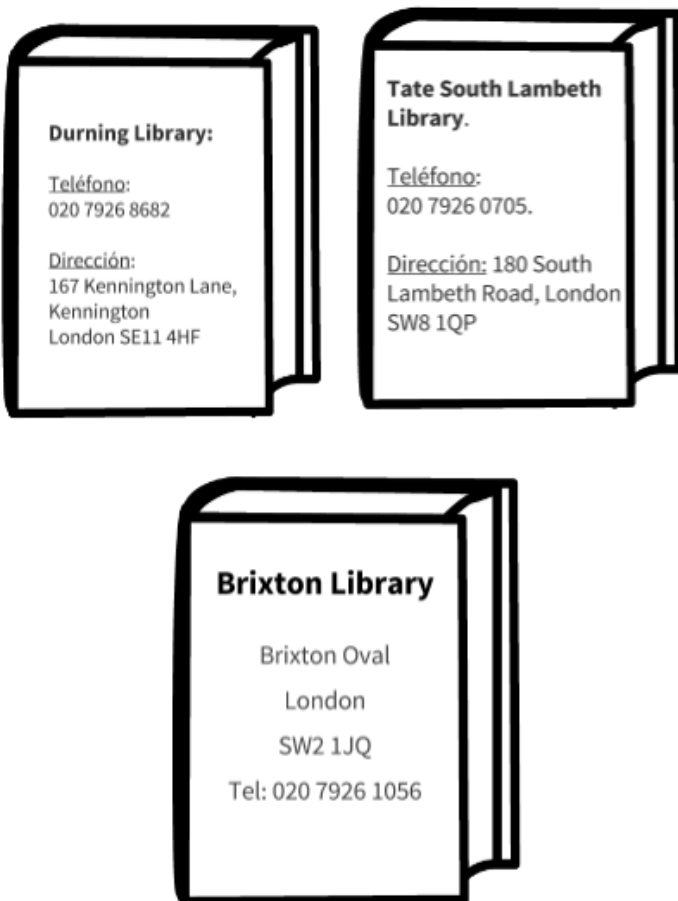 Durning Library:
Teléfono:
020 7926 8682
Dirección:
167 Kennington Lane,
Kennington
London SE11 4HF
Tate South Lambeth
Library.
Teléfono:
020 7926 0705.
Dirección: 180 South
Lambeth Road, London
SW8 1QP
Brixton Library
Brixton Oval
London
SW2 1JQ
Tel: 020 7926 1056